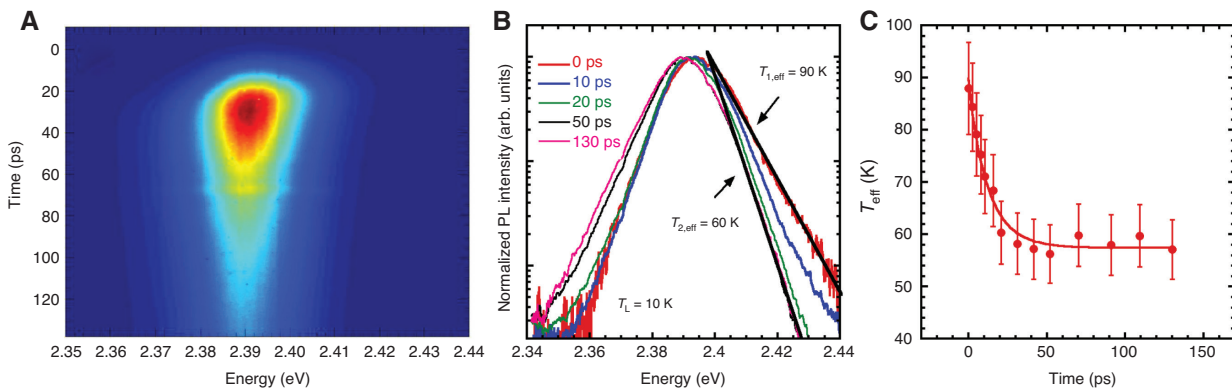 A
Time (ps)
0
20
40
60
80
100
120
2.35
2.36
2.37
2.38
2.39
2.40
2.41
2.42
2.43
2.44
Energy (eV)
B
Normalized PL intensity (arb. units)
0 ps
10 ps
20 ps
50 ps
130 ps
T1,eff = 90 K
T2,eff = 60 K
TL = 10 K
2.34
2.36
2.38
2.4
2.42
2.44
Energy (eV)
C
Teff (K)
100
90
80
70
60
50
40
0
50
100
150
Time (ps)